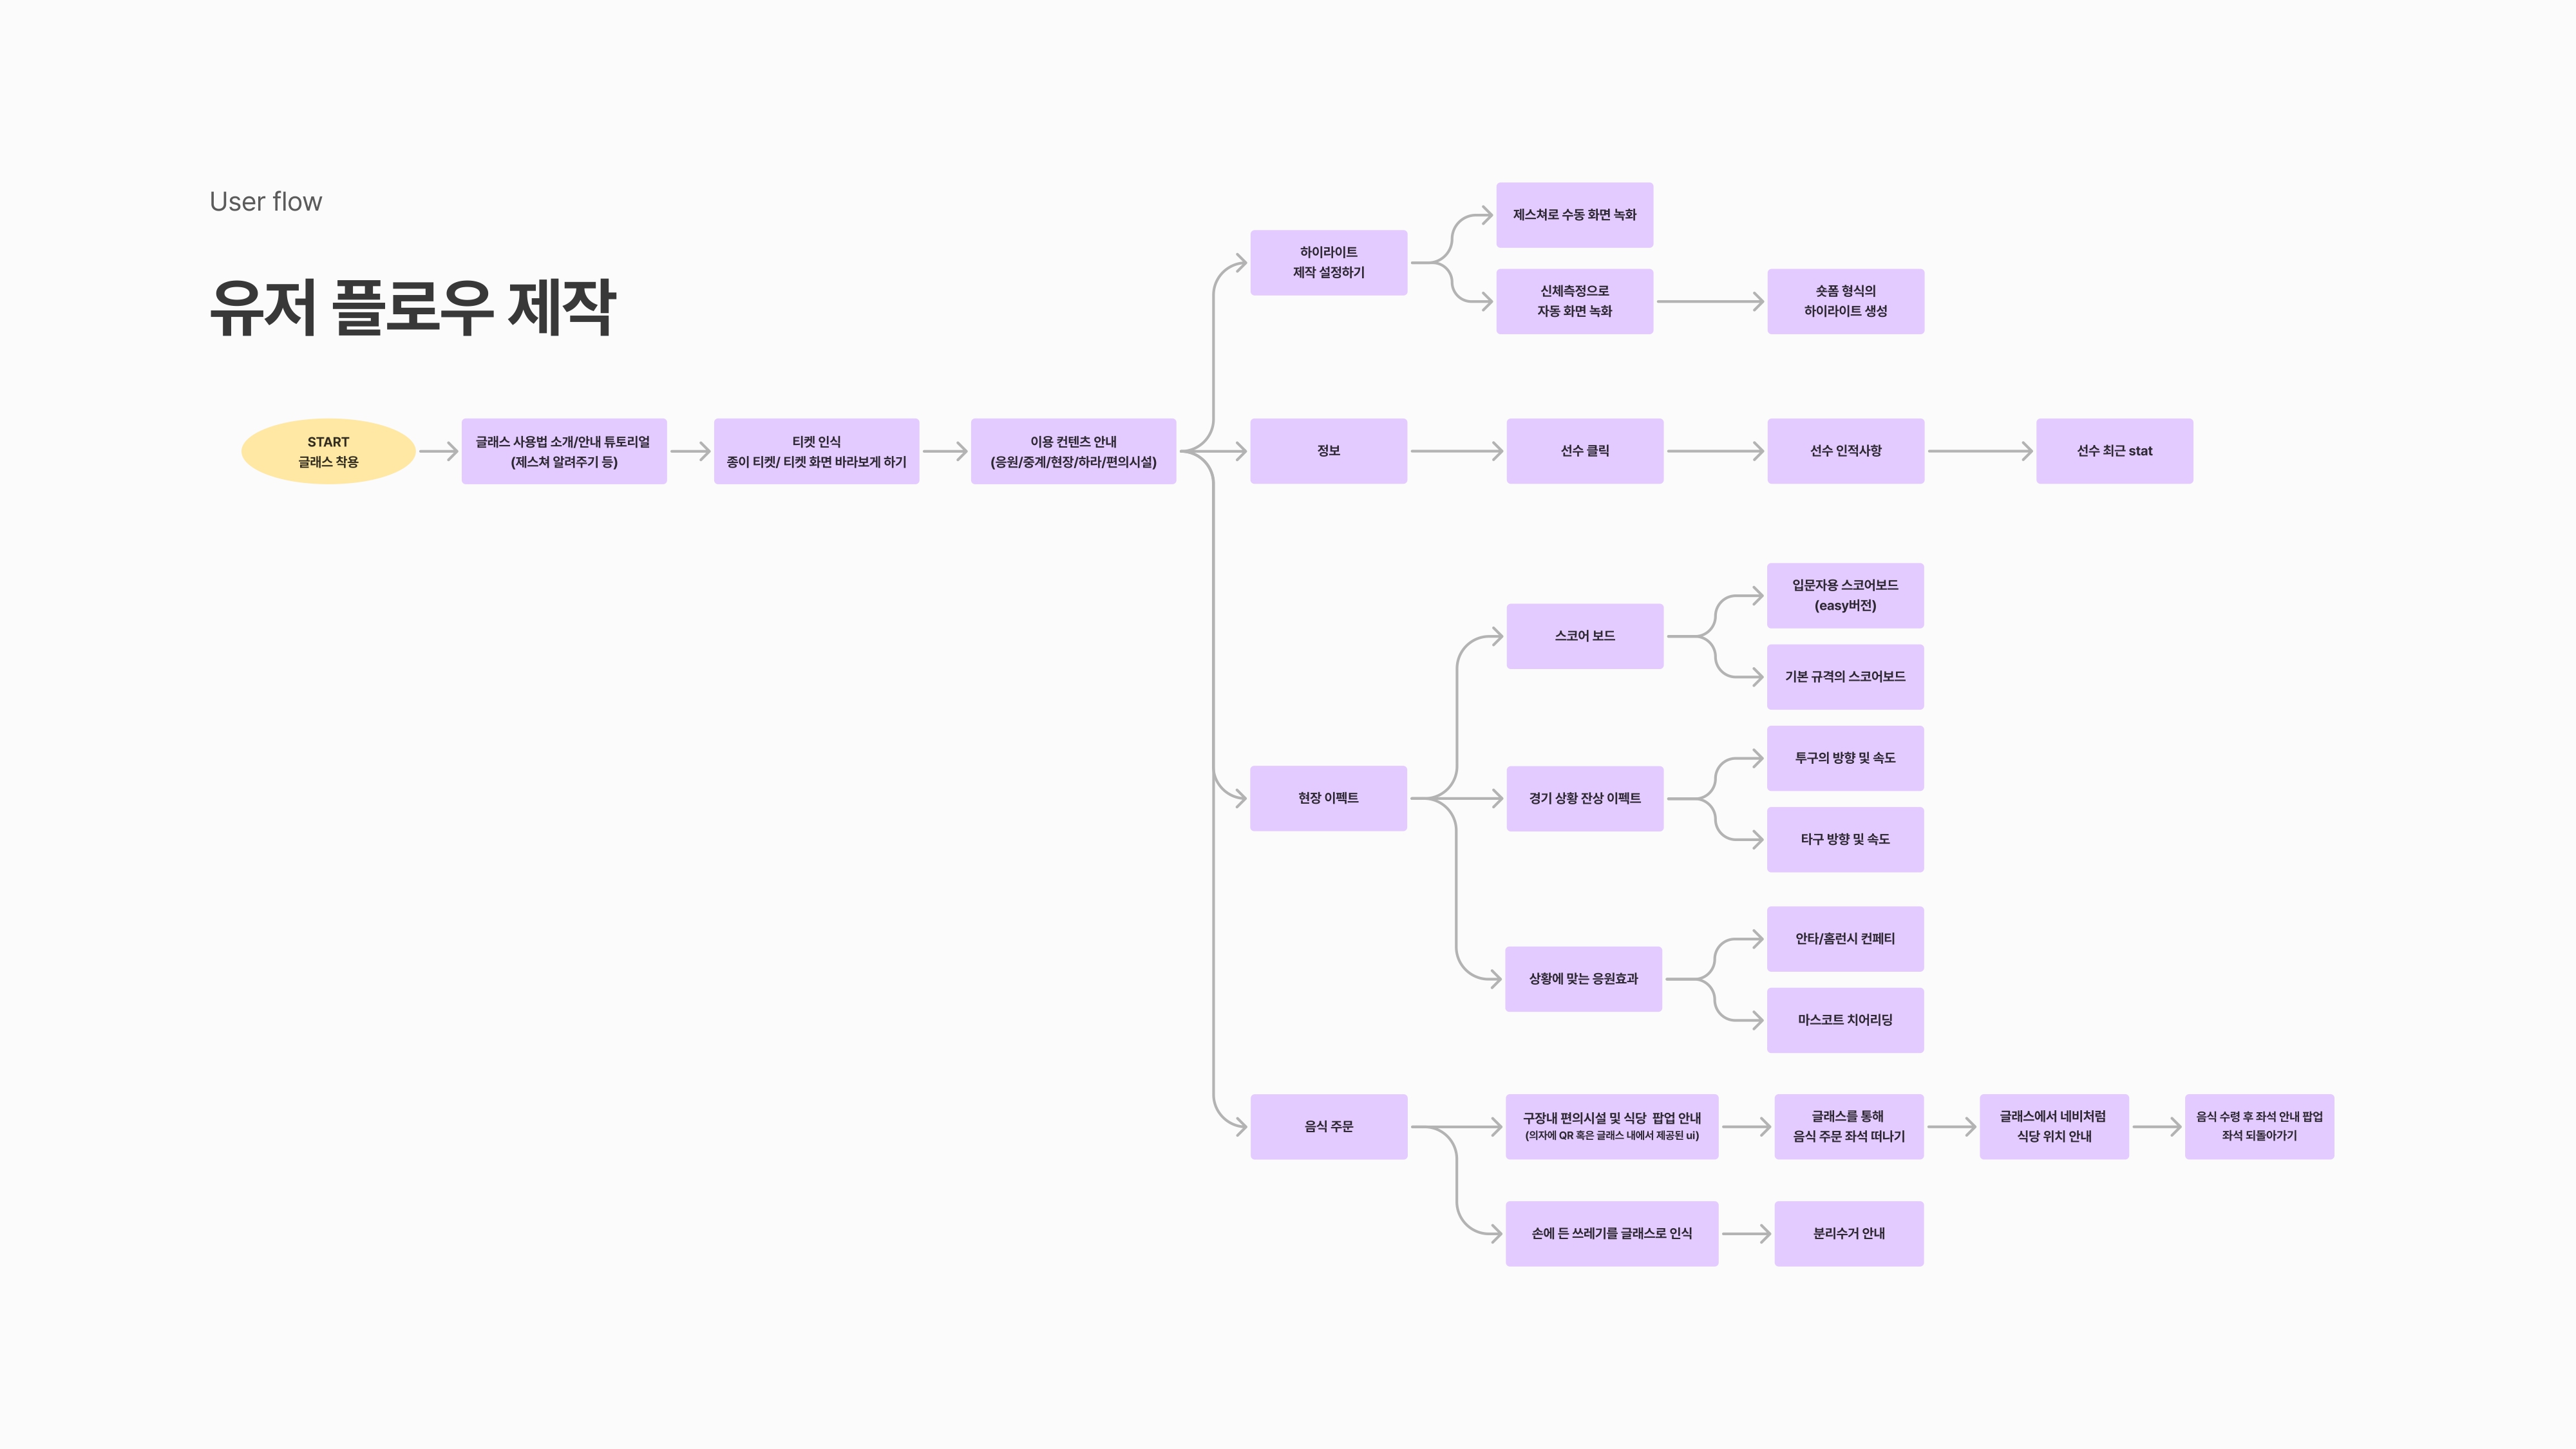 User flow
유저 플로우 제작
START
글래스 착용
글래스 사용법 소개/안내 튜토리얼
(제스쳐 알려주기 등)
티켓 인식
종이 티켓/ 티켓 화면 바라보게 하기
이용 컨텐츠 안내
(응원/중계/현장/하라/편의시설)
하이라이트
제작 설정하기
제스쳐로 수동 화면 녹화
신체측정으로
자동 화면 녹화
숏폼 형식의
하이라이트 생성
정보
선수 클릭
선수 인적사항
선수 최근 stat
현장 이펙트
스코어 보드
입문자용 스코어보드
(easy버전)
기본 규격의 스코어보드
경기 상황 잔상 이펙트
투구의 방향 및 속도
타구 방향 및 속도
상황에 맞는 응원효과
안타/홈런시 컨페티
마스코트 치어리딩
음식 주문
구장내 편의시설 및 식당 팝업 안내
(의자에 QR 혹은 글래스 내에서 제공된 ui)
글래스를 통해
음식 주문 좌석 떠나기
글래스에서 네비처럼
식당 위치 안내
음식 수령 후 좌석 안내 팝업
좌석 되돌아가기
손에 든 쓰레기를 글래스로 인식
분리수거 안내